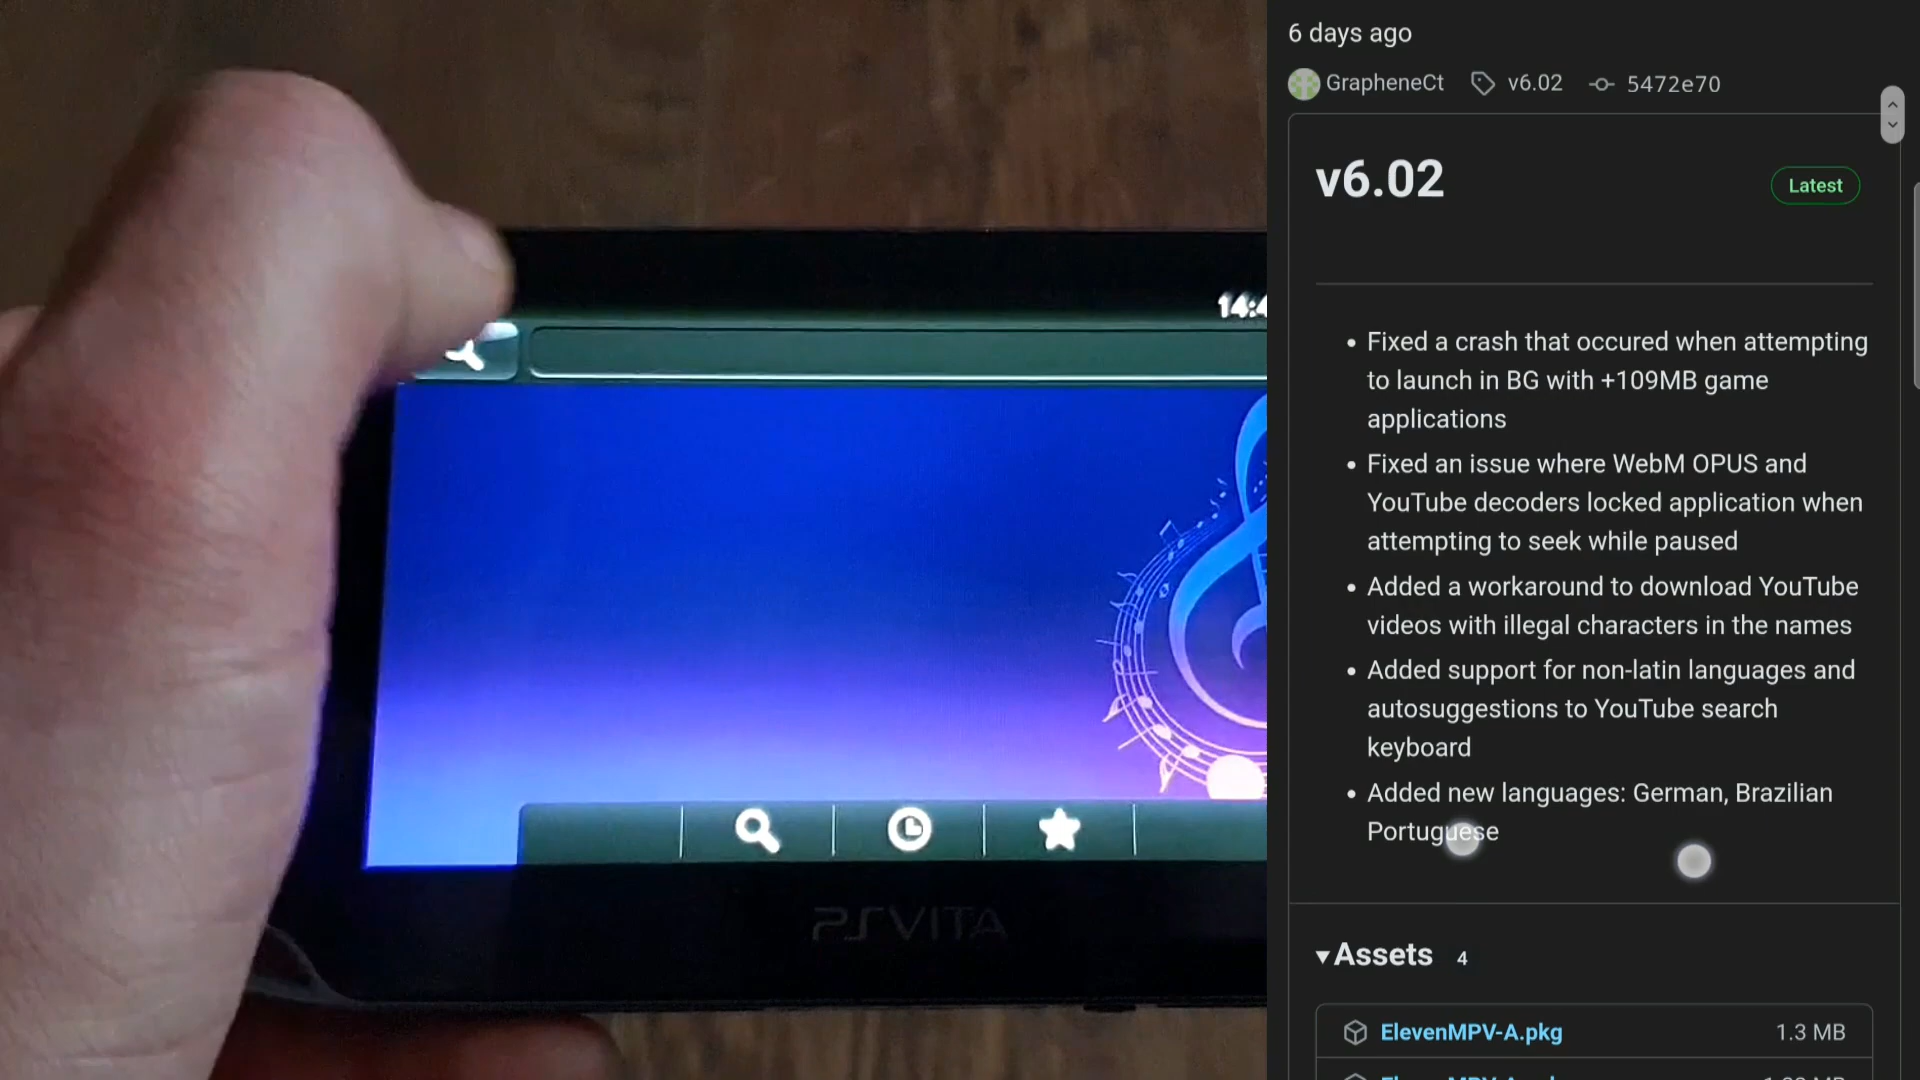 6 days ago
GrapheneCt v6.02 5472e70
v6.02
Latest
Fixed a crash that occured when attempting
to launch in BG with +109MB game
applications
Fixed an issue where WebM OPUS and
YouTube decoders locked application when
attempting to seek while paused
Added a workaround to download YouTube
videos with illegal characters in the names
Added support for non-latin languages and
autosuggestions to YouTube search
keyboard
Added new languages: German, Brazilian
Portuguese
Assets 4
ElevenMPV-A.pkg 1.3 MB
14:4
PSVITA